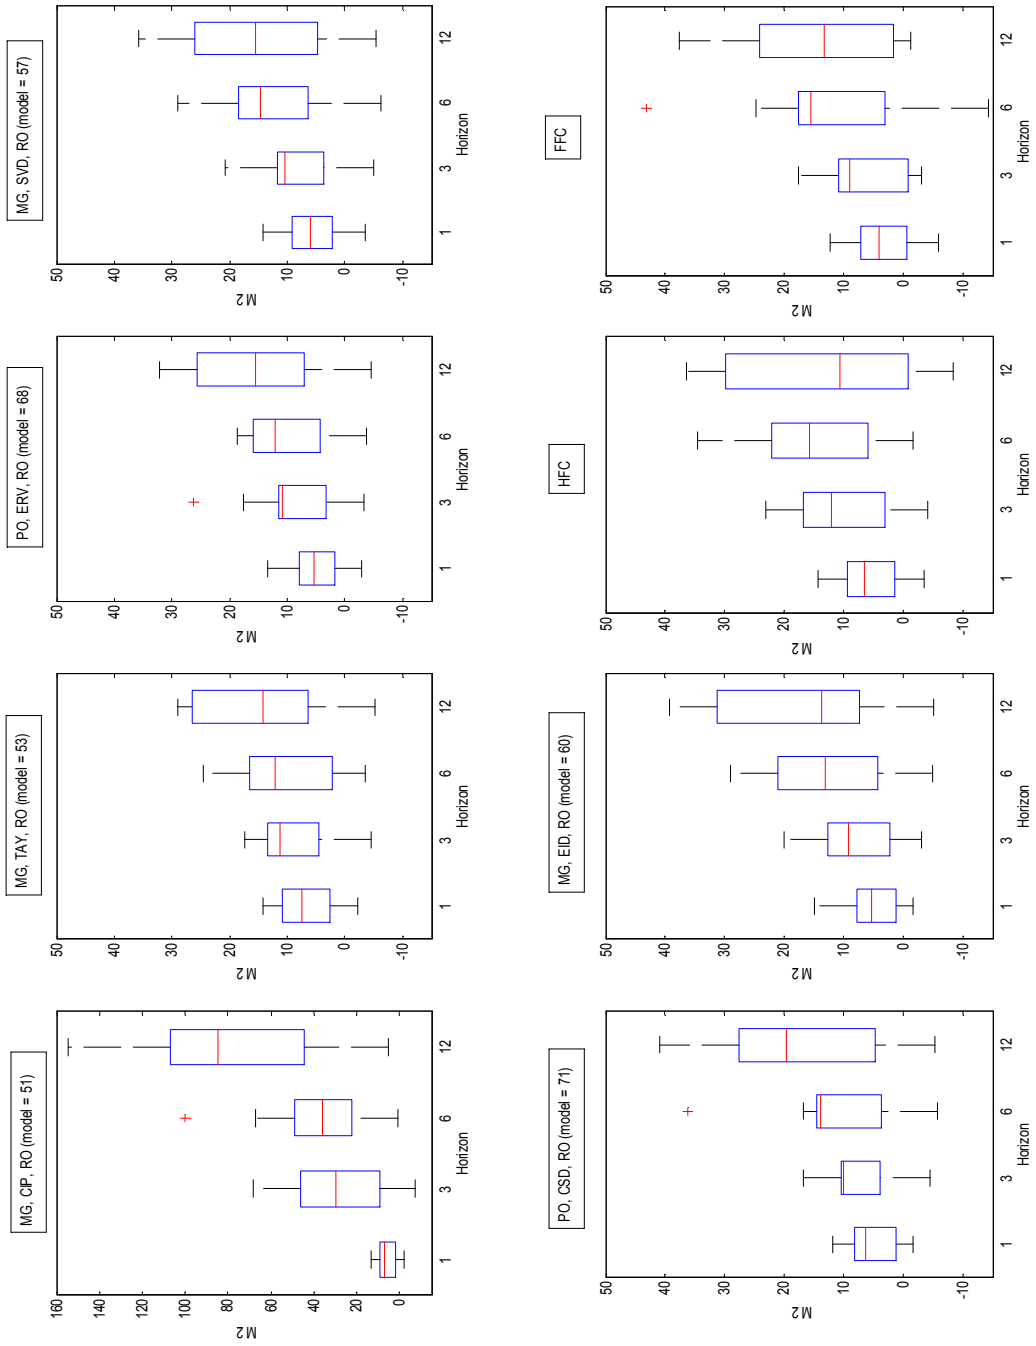 MG, CIP, RO (model = 51)
160
140
120
100
80
60
40
20
0
M2
1 3 6 12
Horizon
MG, TAY, RO (model = 53)
50
40
30
20
10
0
-10
M2
1 3 6 12
Horizon
PO, ERV, RO (model = 68)
50
40
30
20
10
0
-10
M2
1 3 6 12
Horizon
MG, SVD, RO (model = 57)
50
40
30
20
10
0
-10
M2
1 3 6 12
Horizon
PO, CSD, RO (model = 71)
50
40
30
20
10
0
-10
M2
1 3 6 12
Horizon
MG, EID, RO (model = 60)
50
40
30
20
10
0
-10
M2
1 3 6 12
Horizon
HFC
50
40
30
20
10
0
-10
M2
1 3 6 12
Horizon
FFC
50
40
30
20
10
0
-10
M2
1 3 6 12
Horizon